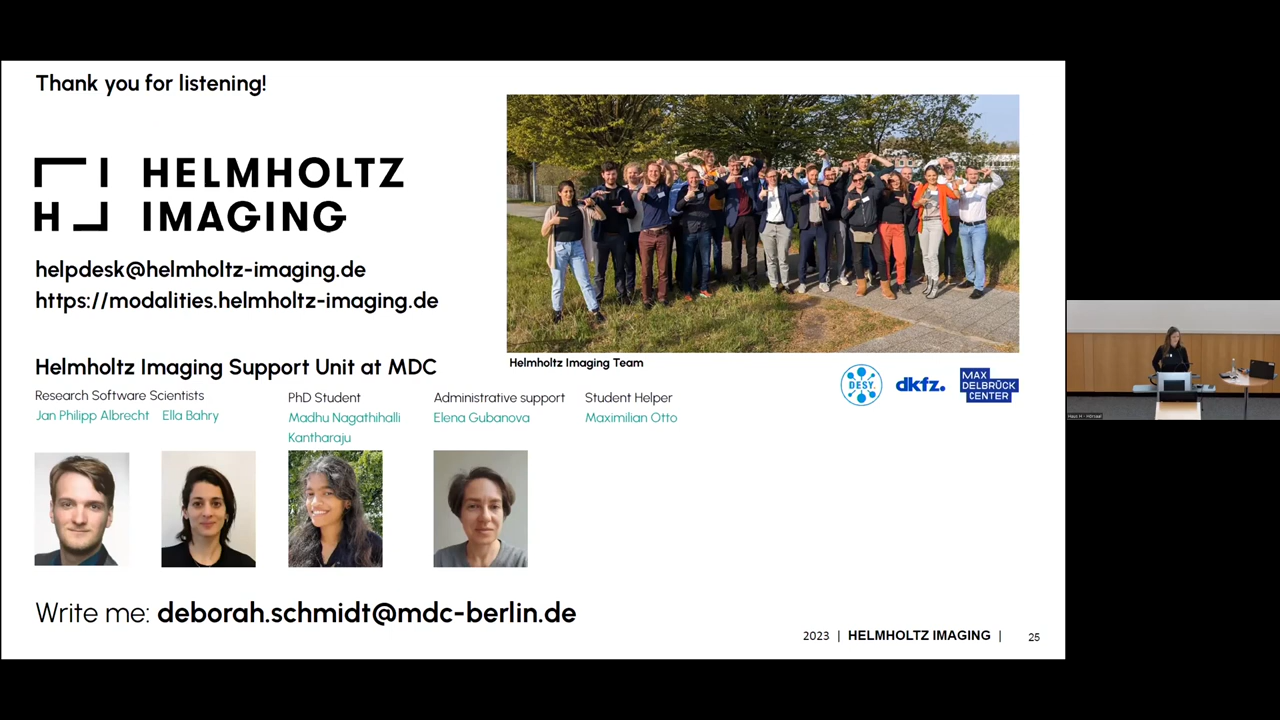 Thank you for listening!
HELMHOLTZ
IMAGING
H
helpdesk@helmholtz-imaging.de
https://modalities.helmholtz-imaging.de
Helmholtz Imaging Team
DESY.
dkfz.
MAX
DELBRÜCK
CENTER
Helmholtz Imaging Support Unit at MDC
Research Software Scientists
Jan Philipp Albrecht Ella Bahry
PhD Student
Madhu Nagathihalli
Kantharaju
Administrative support
Elena Gubanova
Student Helper
Maximilian Otto
Write me: deborah.schmidt@mdc-berlin.de
2023 | HELMHOLTZ IMAGING | 25
Haus H - Hörsaal